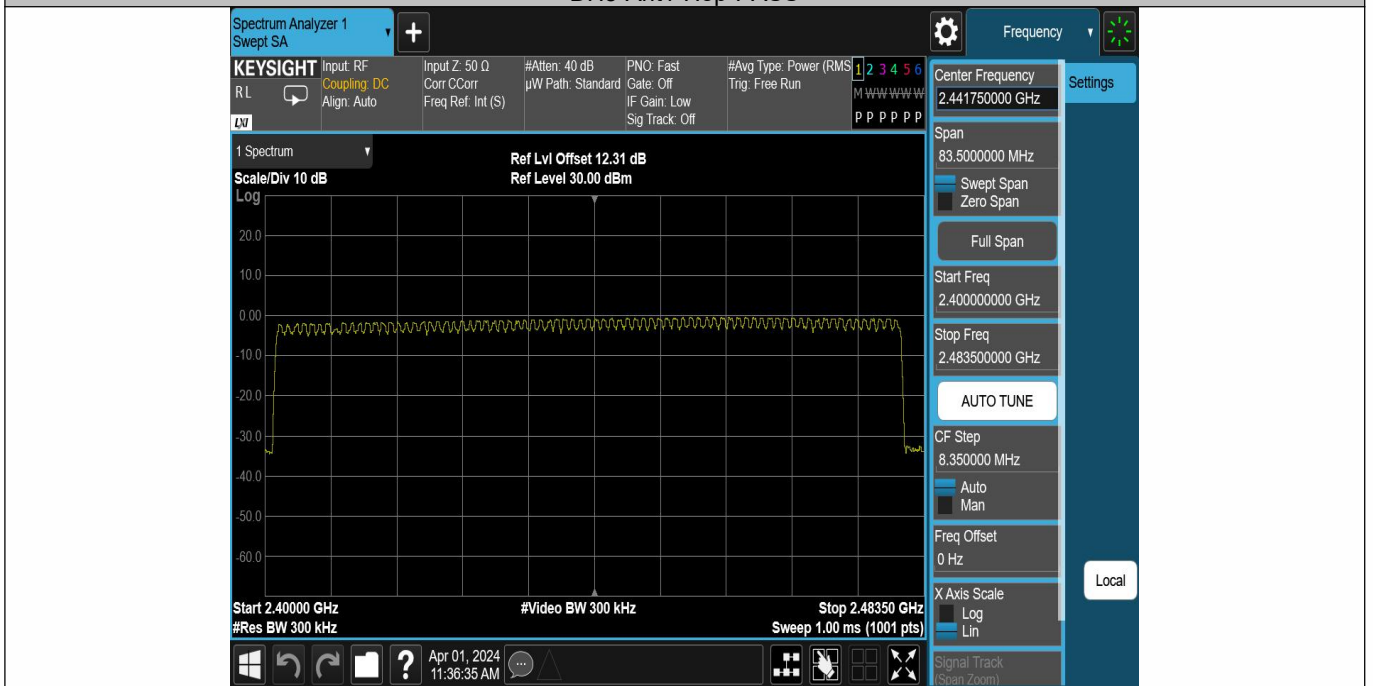 Spectrum Analyzer 1
Swept SA
Frequency
KEYSIGHT
RL
LXI
Input: RF
Coupling: DC
Align: Auto
Input Z: 50 Ω
Corr CCorr
Freq Ref: Int (S)
#Atten: 40 dB
µW Path: Standard
PNO: Fast
Gate: Off
IF Gain: Low
Sig Track: Off
#Avg Type: Power (RMS
Trig: Free Run
1 2 3 4 5 6
M W W W W W
P P P P P P
1 Spectrum
Scale/Div 10 dB
Ref Lvl Offset 12.31 dB
Ref Level 30.00 dBm
Log
20.0
10.0
0.00
-10.0
-20.0
-30.0
-40.0
-50.0
-60.0
Start 2.40000 GHz
#Video BW 300 kHz
Stop 2.48350 GHz
#Res BW 300 kHz
Sweep 1.00 ms (1001 pts)
Center Frequency
2.441750000 GHz
Settings
Span
83.5000000 MHz
Swept Span
Zero Span
Full Span
Start Freq
2.400000000 GHz
Stop Freq
2.483500000 GHz
AUTO TUNE
CF Step
8.350000 MHz
Auto
Man
Freq Offset
0 Hz
X Axis Scale
Log
Lin
Local
Signal Track
(Span Zoom)
?
Apr 01, 2024
11:36:35 AM